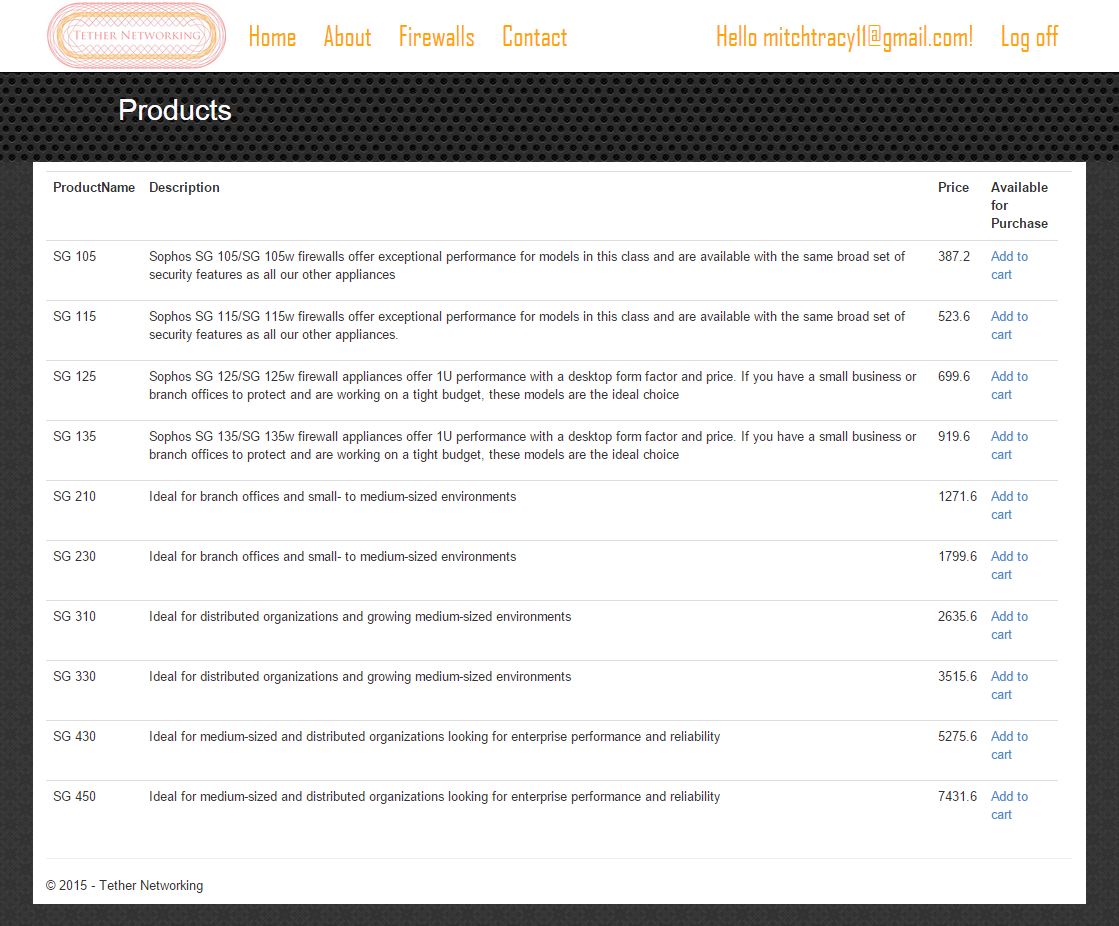 TETHER NETWORKING Home About Firewalls Contact Hello mitchtracy11@gmail.com! Log off
Products
ProductName Description Price Available
for
Purchase
SG 105 Sophos SG 105/SG 105w firewalls offer exceptional performance for models in this class and are available with the same broad set of 387.2 Add to
security features as all our other appliances cart
SG 115 Sophos SG 115/SG 115w firewalls offer exceptional performance for models in this class and are available with the same broad set of 523.6 Add to
security features as all our other appliances. cart
SG 125 Sophos SG 125/SG 125w firewall appliances offer 1U performance with a desktop form factor and price. If you have a small business or 699.6 Add to
branch offices to protect and are working on a tight budget, these models are the ideal choice cart
SG 135 Sophos SG 135/SG 135w firewall appliances offer 1U performance with a desktop form factor and price. If you have a small business or 919.6 Add to
branch offices to protect and are working on a tight budget, these models are the ideal choice cart
SG 210 Ideal for branch offices and small- to medium-sized environments 1271.6 Add to
cart
SG 230 Ideal for branch offices and small- to medium-sized environments 1799.6 Add to
cart
SG 310 Ideal for distributed organizations and growing medium-sized environments 2635.6 Add to
cart
SG 330 Ideal for distributed organizations and growing medium-sized environments 3515.6 Add to
cart
SG 430 Ideal for medium-sized and distributed organizations looking for enterprise performance and reliability 5275.6 Add to
cart
SG 450 Ideal for medium-sized and distributed organizations looking for enterprise performance and reliability 7431.6 Add to
cart
© 2015 - Tether Networking